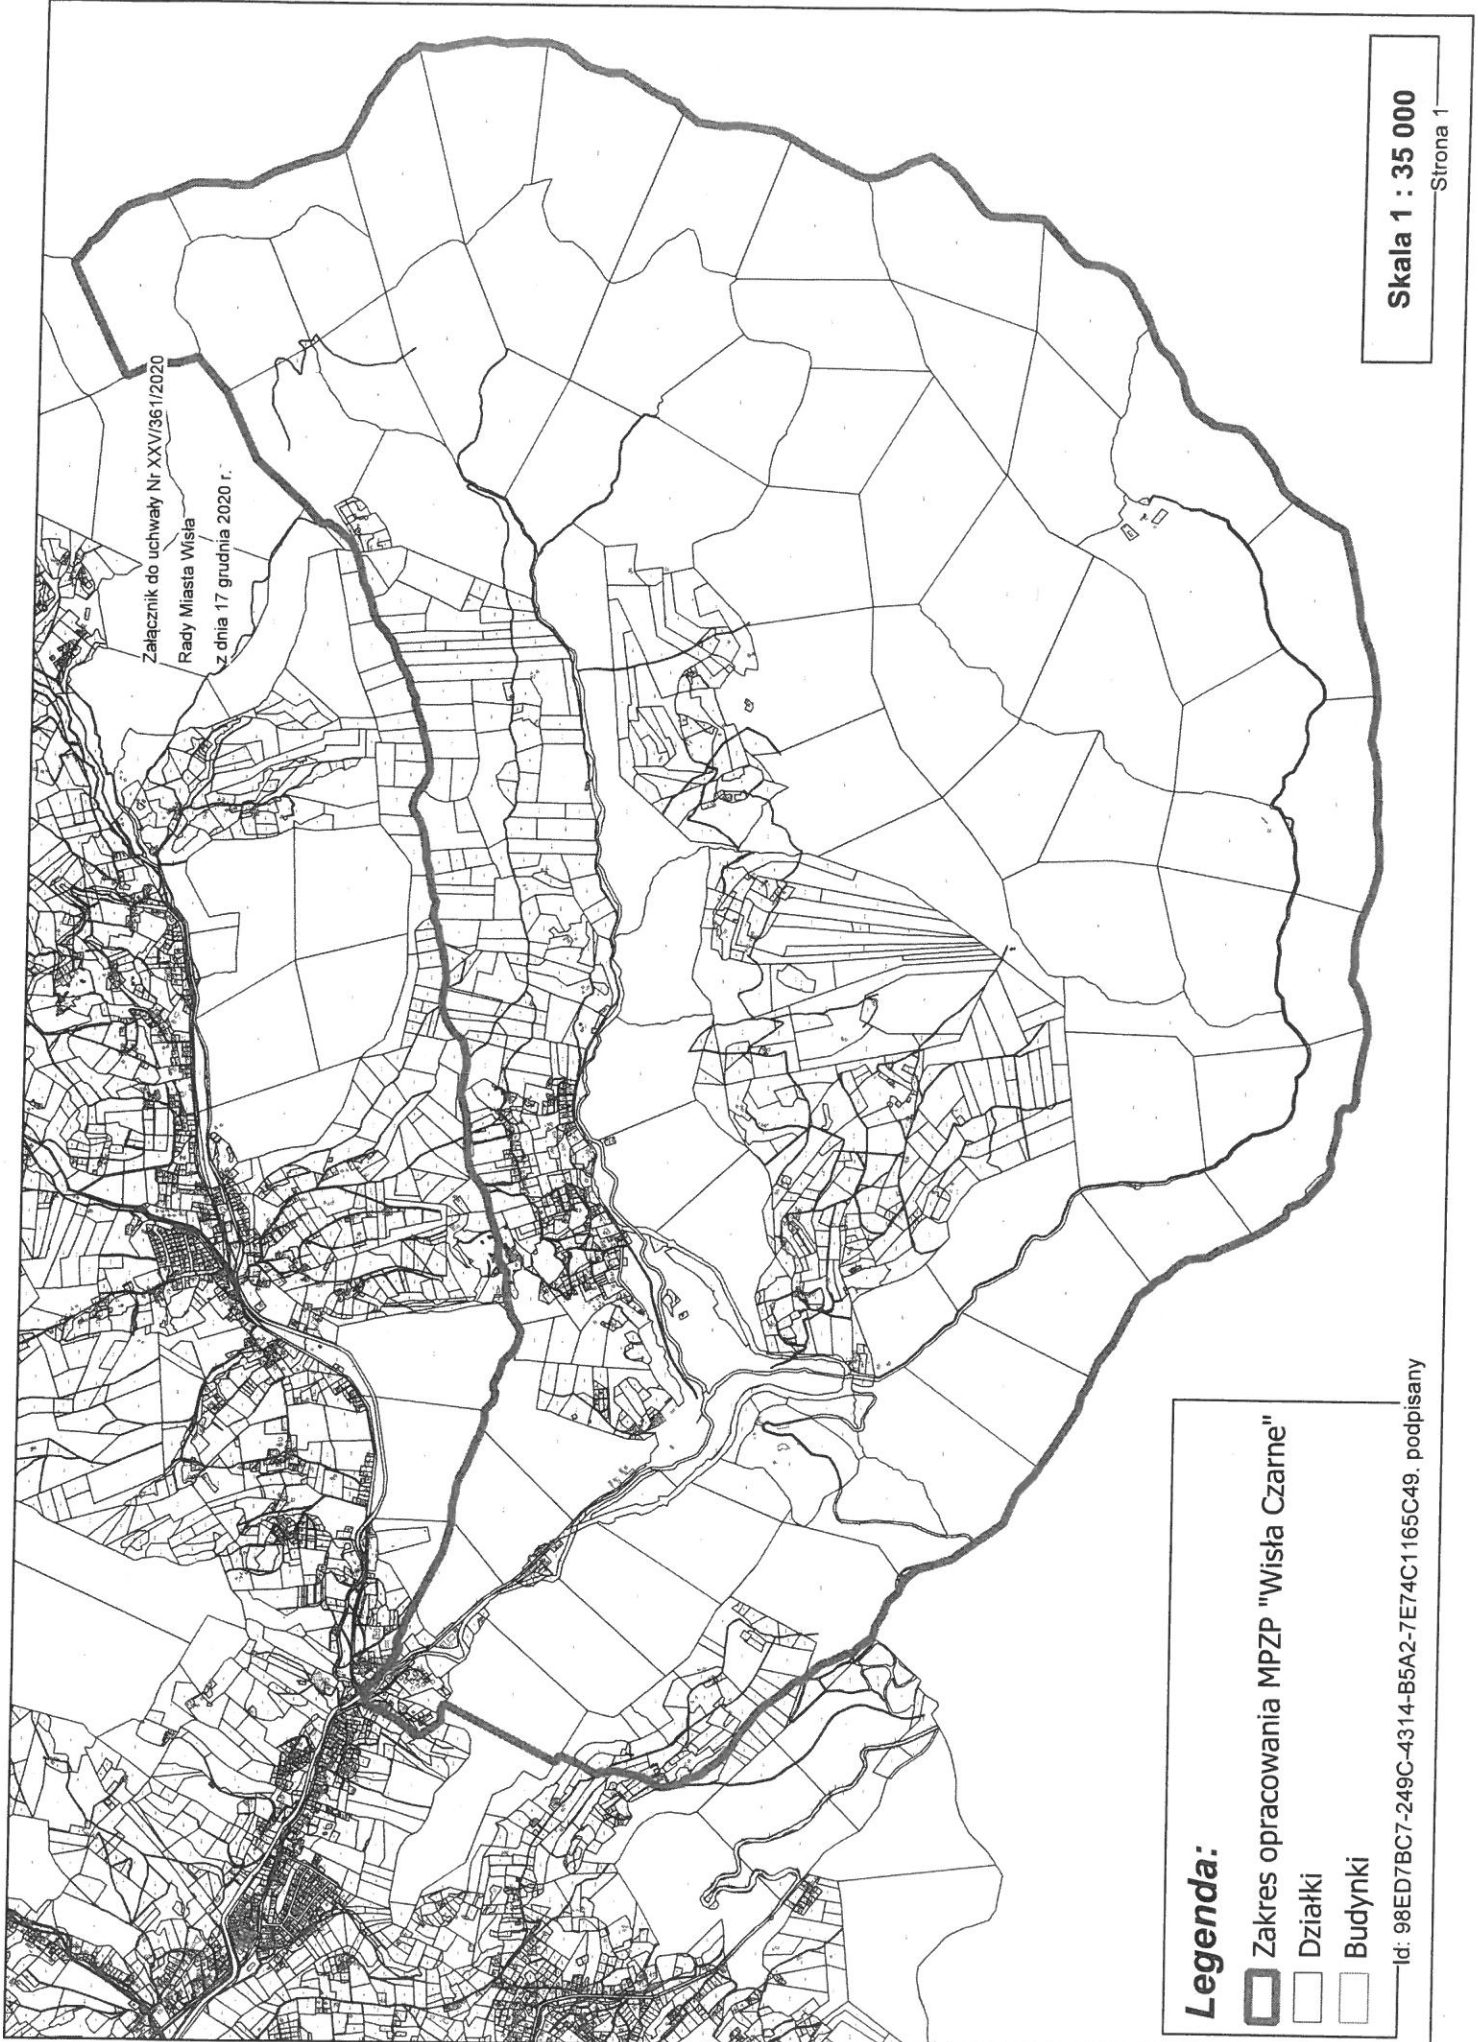 Załącznik do uchwały Nr XXV/361/2020
Rady Miasta Wisła
z dnia 17 grudnia 2020 r.
Legenda:
Zakres opracowania MPZP "Wisła Czarne"
Działki
Budynki
Skala 1 : 35 000
Id: 98ED7BC7-249C-4314-B5A2-7E74C1165C49. podpisany
Strona 1